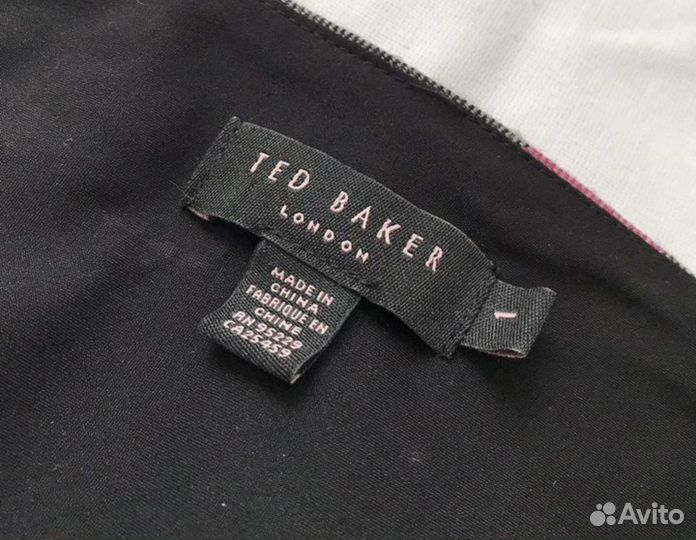 TED BAKER
LONDON
1
MADE IN
CHINA
FABRIQUE EN
CHINE
RN 95229
CA25459
Avito